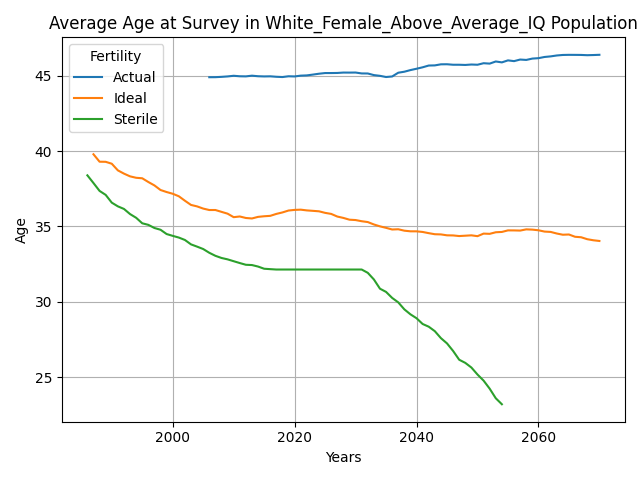 Average Age at Survey in White_Female_Above_Average_IQ Population
Fertility
Actual
Ideal
Sterile
45
40
35
30
25
Age
2000
2020
2040
2060
Years